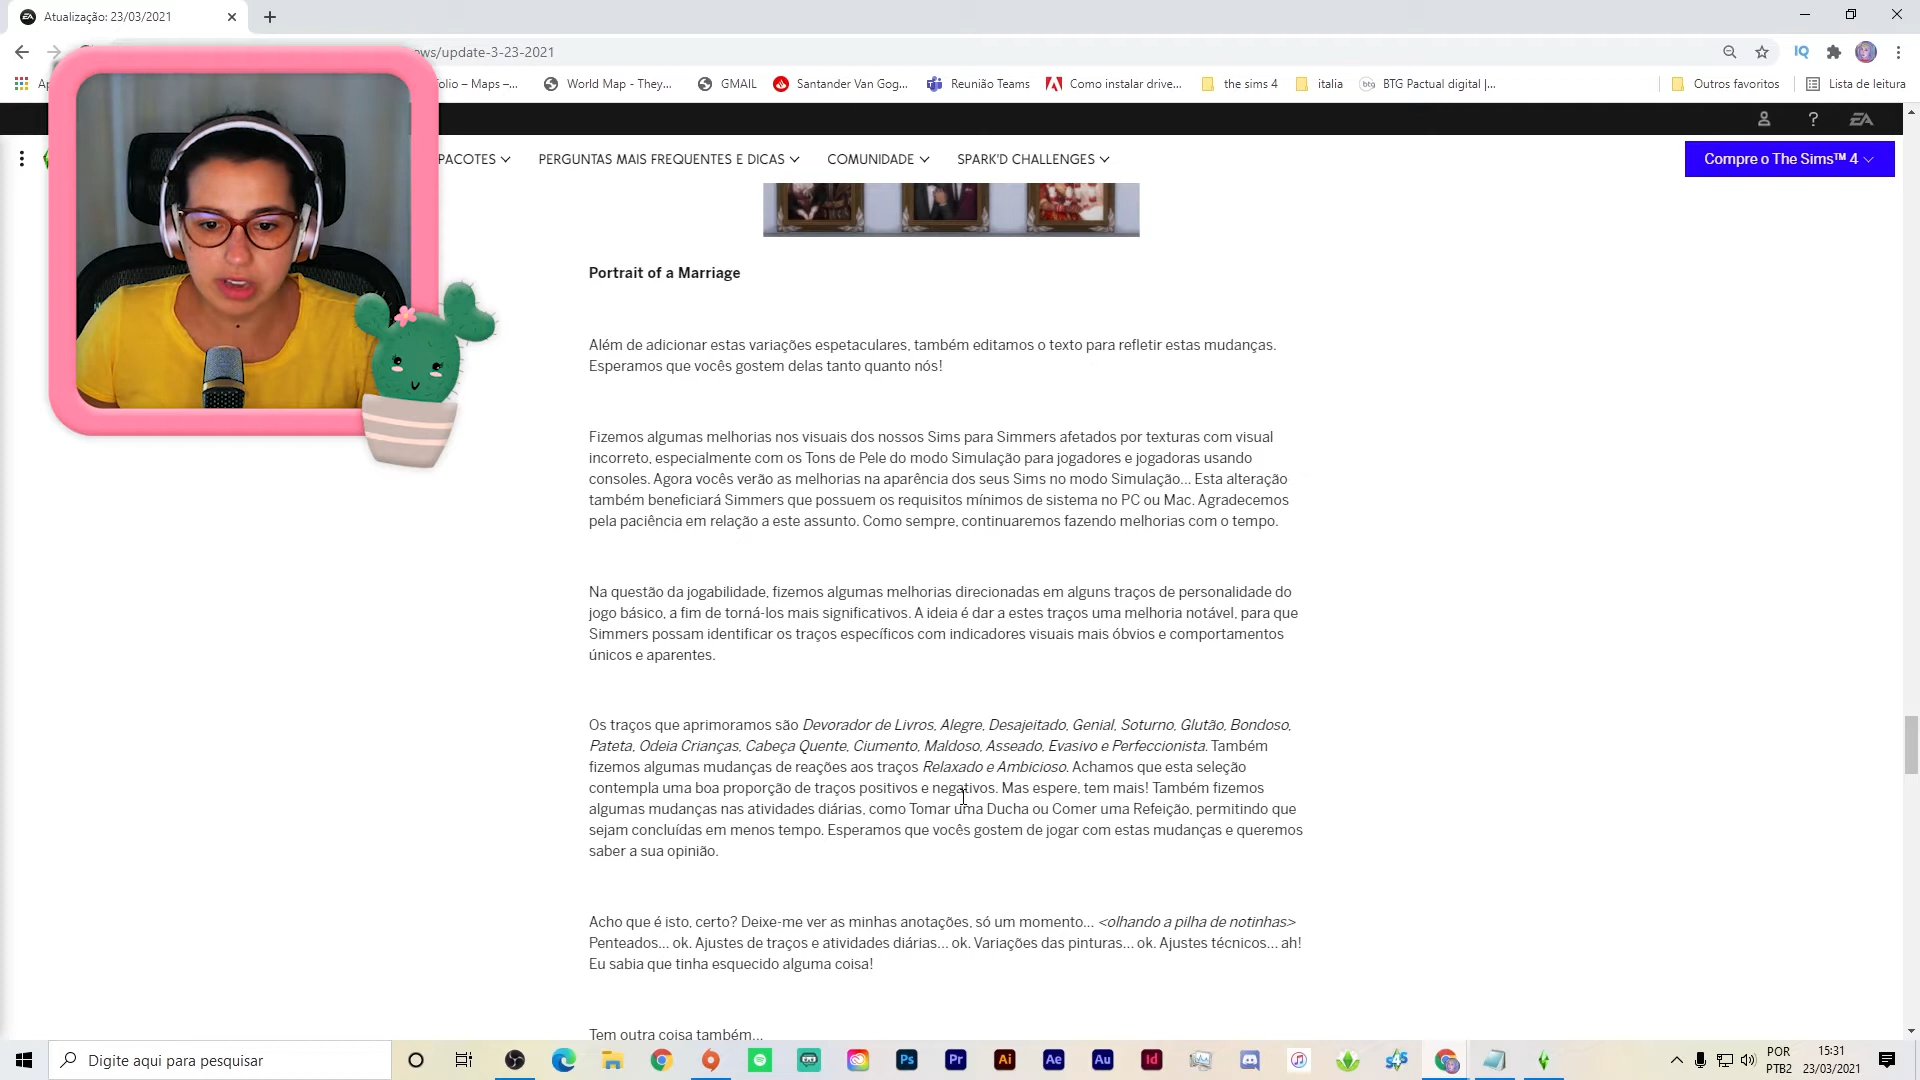 Atualização: 23/03/2021
ews/update-3-23-2021
folio – Maps –...
World Map - They...
GMAIL
Santander Van Gog...
Reunião Teams
Como instalar drive...
the sims 4
italia
BTG Pactual digital |...
Outros favoritos
Lista de leitura
PACOTES
PERGUNTAS MAIS FREQUENTES E DICAS
COMUNIDADE
SPARK'D CHALLENGES
Compre o The Sims™ 4
Portrait of a Marriage
Além de adicionar estas variações espetaculares, também editamos o texto para refletir estas mudanças.
Esperamos que vocês gostem delas tanto quanto nós!
Fizemos algumas melhorias nos visuais dos nossos Sims para Simmers afetados por texturas com visual
incorreto, especialmente com os Tons de Pele do modo Simulação para jogadores e jogadoras usando
consoles. Agora vocês verão as melhorias na aparência dos seus Sims no modo Simulação... Esta alteração
também beneficiará Simmers que possuem os requisitos mínimos de sistema no PC ou Mac. Agradecemos
pela paciência em relação a este assunto. Como sempre, continuaremos fazendo melhorias com o tempo.
Na questão da jogabilidade, fizemos algumas melhorias direcionadas em alguns traços de personalidade do
jogo básico, a fim de torná-los mais significativos. A ideia é dar a estes traços uma melhoria notável, para que
Simmers possam identificar os traços específicos com indicadores visuais mais óbvios e comportamentos
únicos e aparentes.
Os traços que aprimoramos são Devorador de Livros, Alegre, Desajeitado, Genial, Soturno, Glutão, Bondoso,
Pateta, Odeia Crianças, Cabeça Quente, Ciumento, Maldoso, Asseado, Evasivo e Perfeccionista. Também
fizemos algumas mudanças de reações aos traços Relaxado e Ambicioso. Achamos que esta seleção
contempla uma boa proporção de traços positivos e negativos. Mas espere, tem mais! Também fizemos
algumas mudanças nas atividades diárias, como Tomar uma Ducha ou Comer uma Refeição, permitindo que
sejam concluídas em menos tempo. Esperamos que vocês gostem de jogar com estas mudanças e queremos
saber a sua opinião.
Acho que é isto, certo? Deixe-me ver as minhas anotações, só um momento... <olhando a pilha de notinhas>
Penteados... ok. Ajustes de traços e atividades diárias... ok. Variações das pinturas... ok. Ajustes técnicos... ah!
Eu sabia que tinha esquecido alguma coisa!
Tem outra coisa também...
Digite aqui para pesquisar
POR
PTB2
15:31
23/03/2021